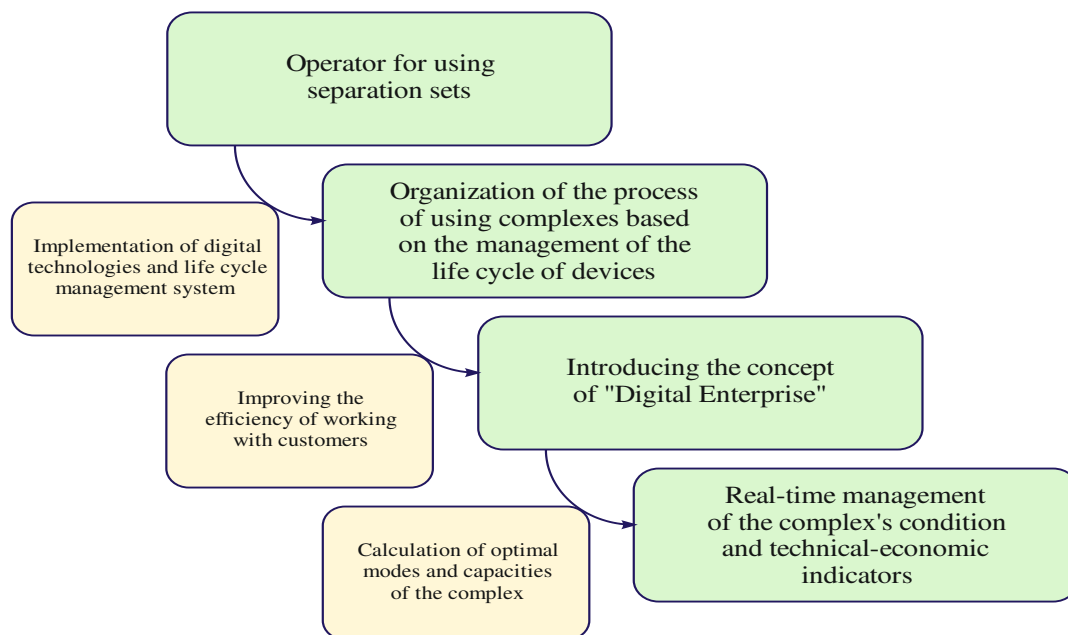 Operator for using
separation sets
Organization of the process
of using complexes based
on the management of the
life cycle of devices
Implementation of digital
technologies and life cycle
management system
Introducing the concept
of "Digital Enterprise"
Improving the
efficiency of working
with customers
Real-time management
of the complex's condition
and technical-economic
indicators
Calculation of optimal
modes and capacities
of the complex